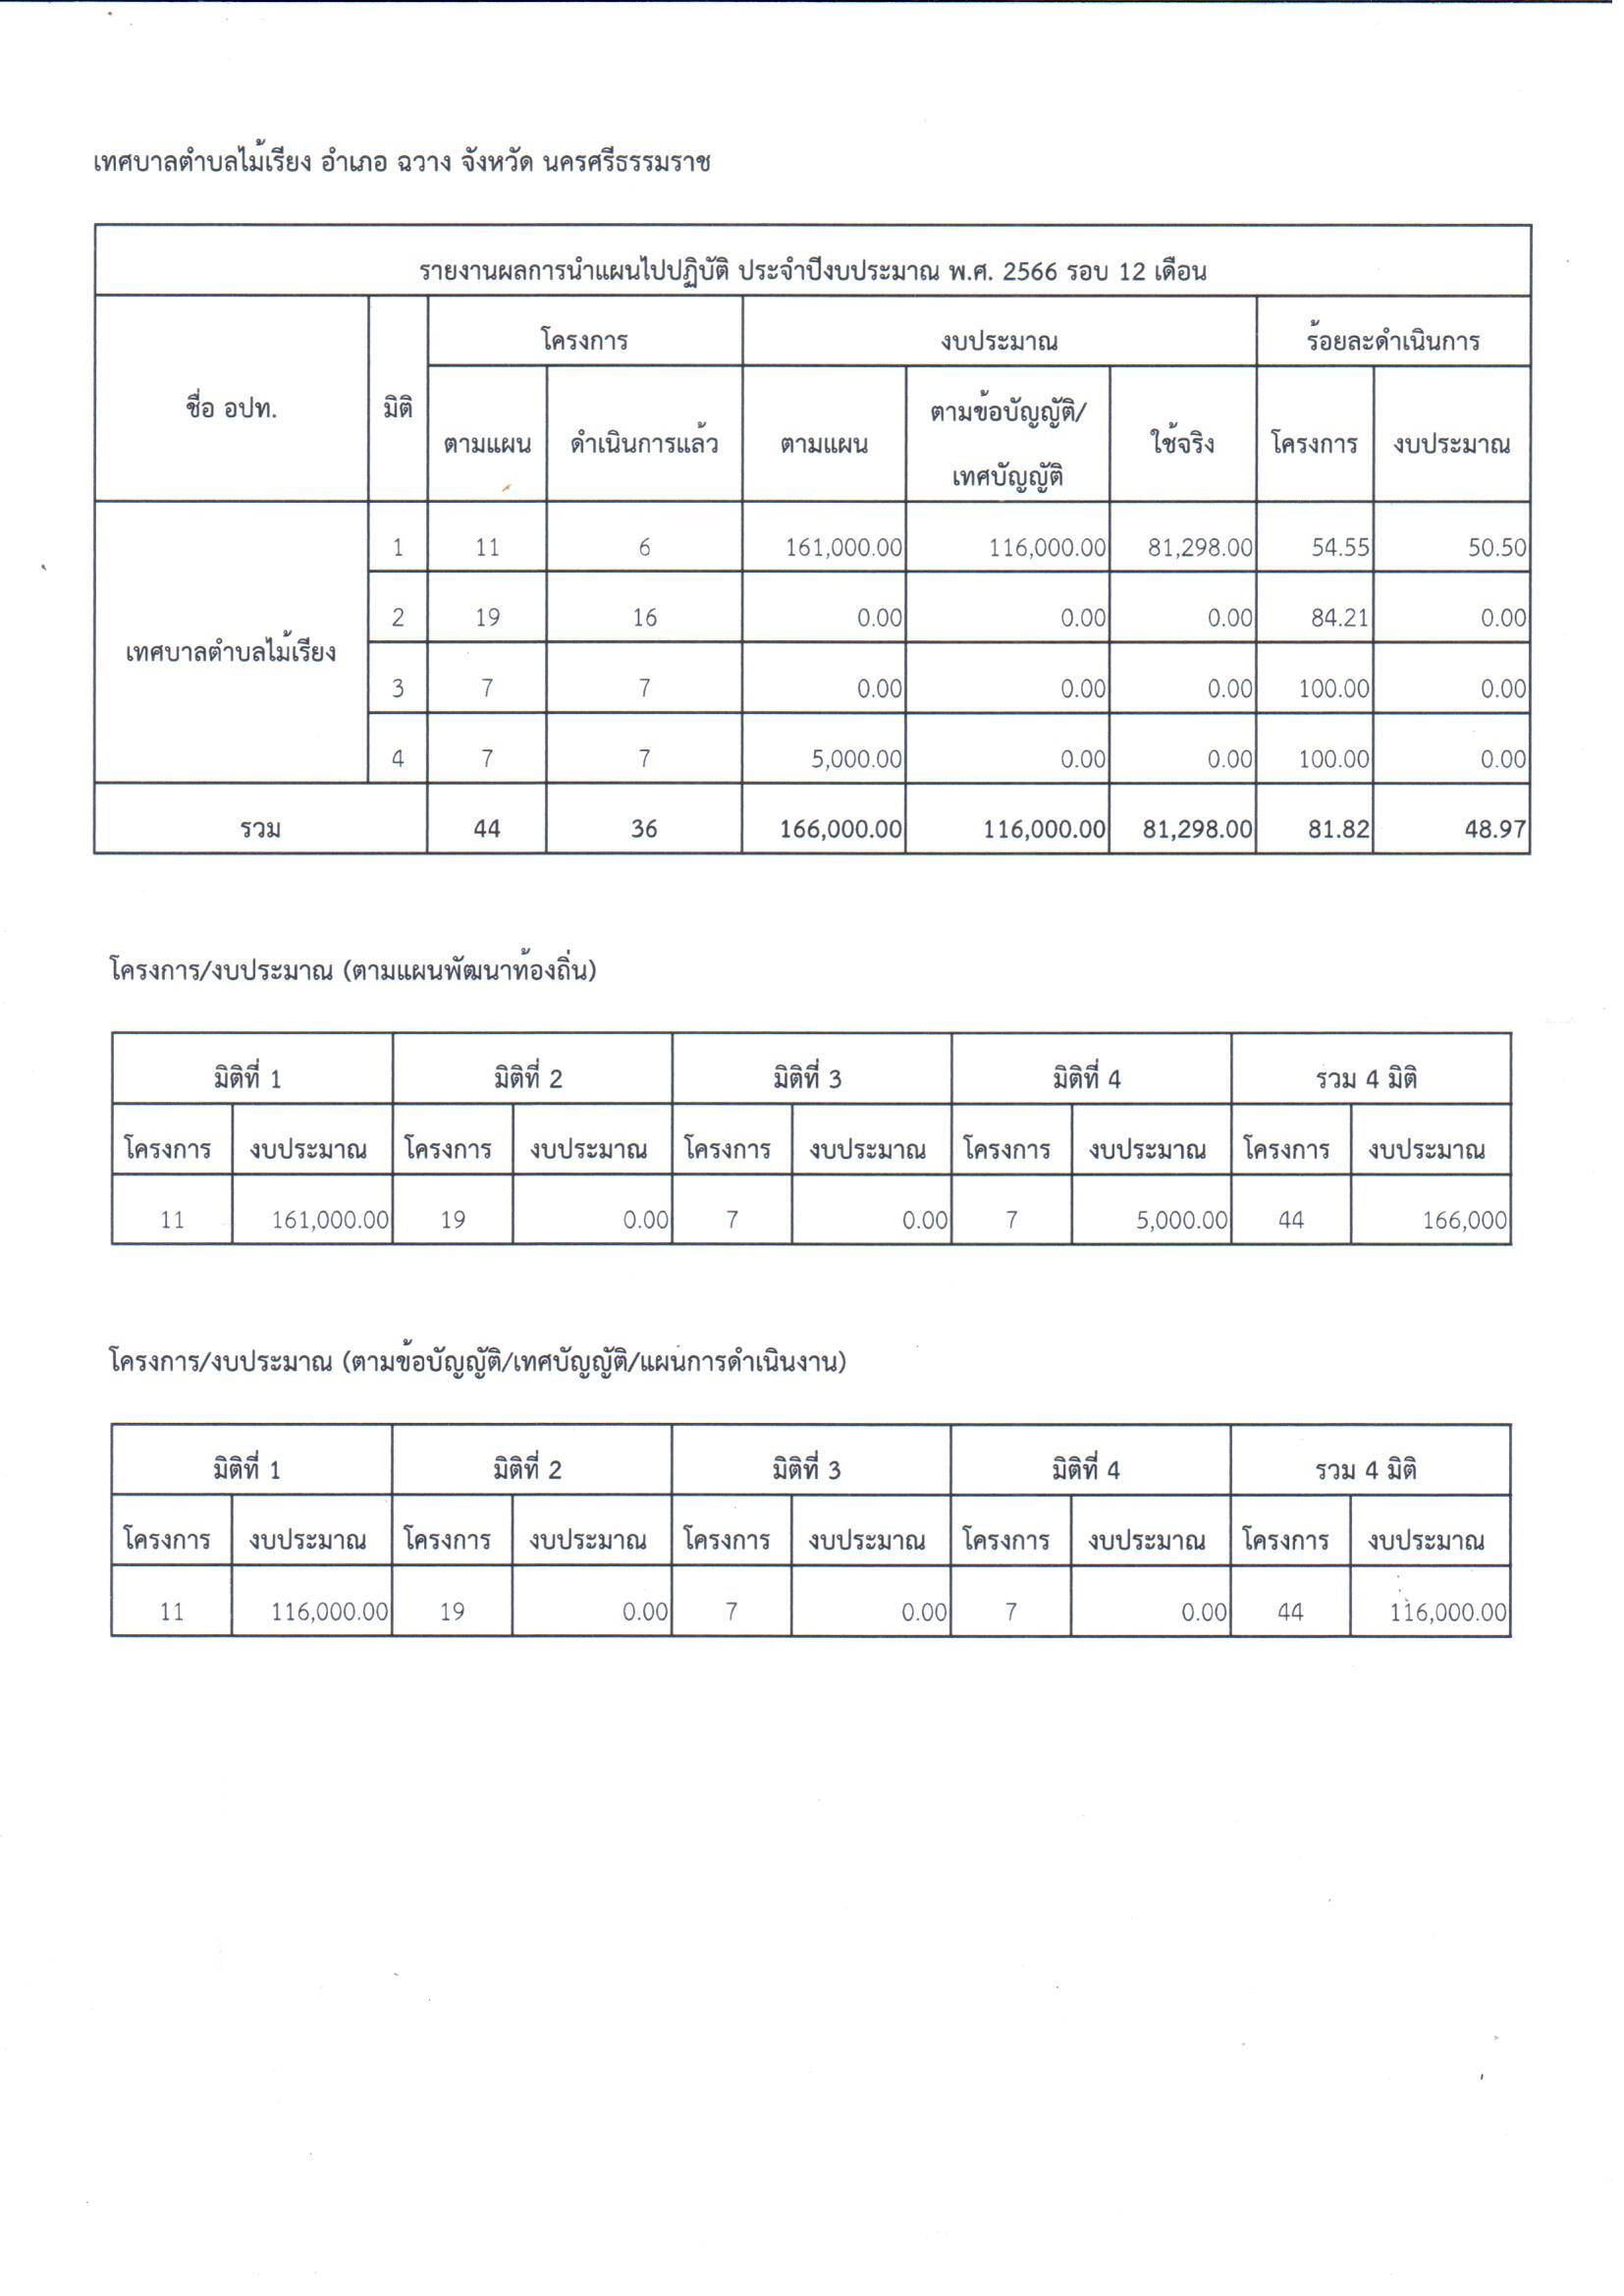 เทศบาลตำบลไม้เรียง อำเภอ ฉวาง จังหวัด นครศรีธรรมราช
รายงานผลการนำแผนไปปฏิบัติ ประจำปีงบประมาณ พ.ศ. 2566 รอบ 12 เดือน
ชื่อ อปท. มิติ โครงการ งบประมาณ ร้อยละดำเนินการ
ตามแผน ดำเนินการแล้ว ตามแผน ตามข้อบัญญัติ/ ใช้จริง โครงการ งบประมาณ
เทศบัญญัติ
1 11 6 161,000.00 116,000.00 81,298.00 54.55 50.50
2 19 16 0.00 0.00 0.00 84.21 0.00
เทศบาลตำบลไม้เรียง
3 7 7 0.00 0.00 0.00 100.00 0.00
4 7 7 5,000.00 0.00 0.00 100.00 0.00
รวม 44 36 166,000.00 116,000.00 81,298.00 81.82 48.97
โครงการ/งบประมาณ (ตามแผนพัฒนาท้องถิ่น)
มิติที่ 1 มิติที่ 2 มิติที่ 3 มิติที่ 4 รวม 4 มิติ
โครงการ งบประมาณ โครงการ งบประมาณ โครงการ งบประมาณ โครงการ งบประมาณ โครงการ งบประมาณ
11 161,000.00 19 0.00 7 0.00 7 5,000.00 44 166,000
โครงการ/งบประมาณ (ตามข้อบัญญัติ/เทศบัญญัติ/แผนการดำเนินงาน)
มิติที่ 1 มิติที่ 2 มิติที่ 3 มิติที่ 4 รวม 4 มิติ
โครงการ งบประมาณ โครงการ งบประมาณ โครงการ งบประมาณ โครงการ งบประมาณ โครงการ งบประมาณ
11 116,000.00 19 0.00 7 0.00 7 0.00 44 116,000.00